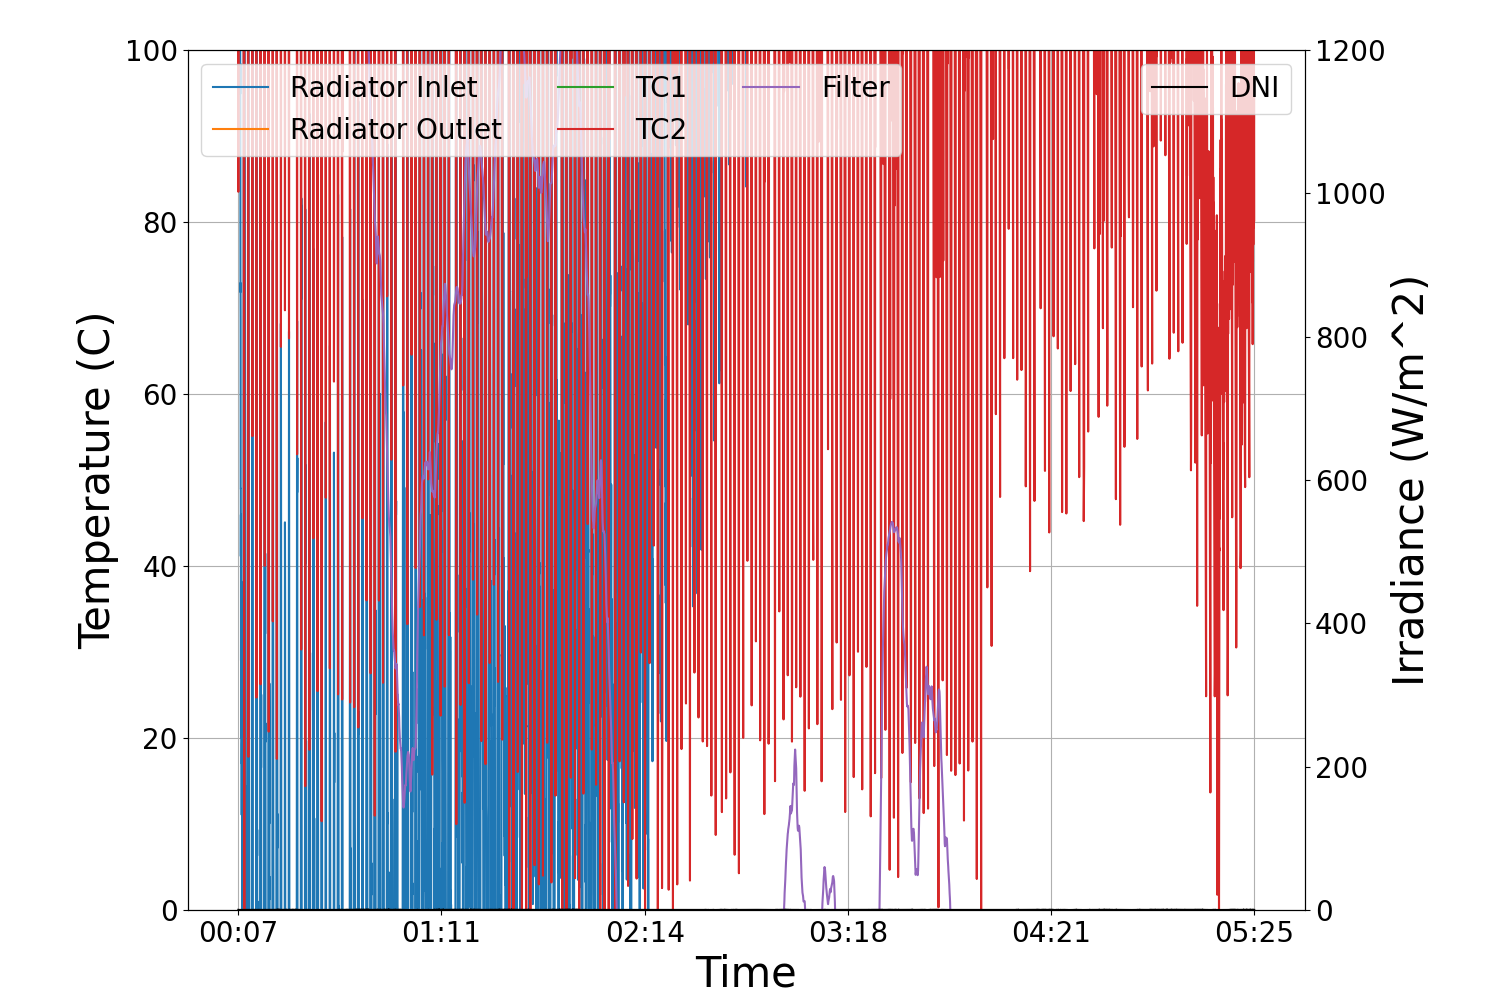 100
80
60
40
20
0
Temperature (C)
Radiator Inlet
Radiator Outlet
TC1
TC2
Filter
DNI
1200
1000
800
600
400
200
0
Irradiance (W/m^2)
00:07
01:11
02:14
03:18
04:21
05:25
Time